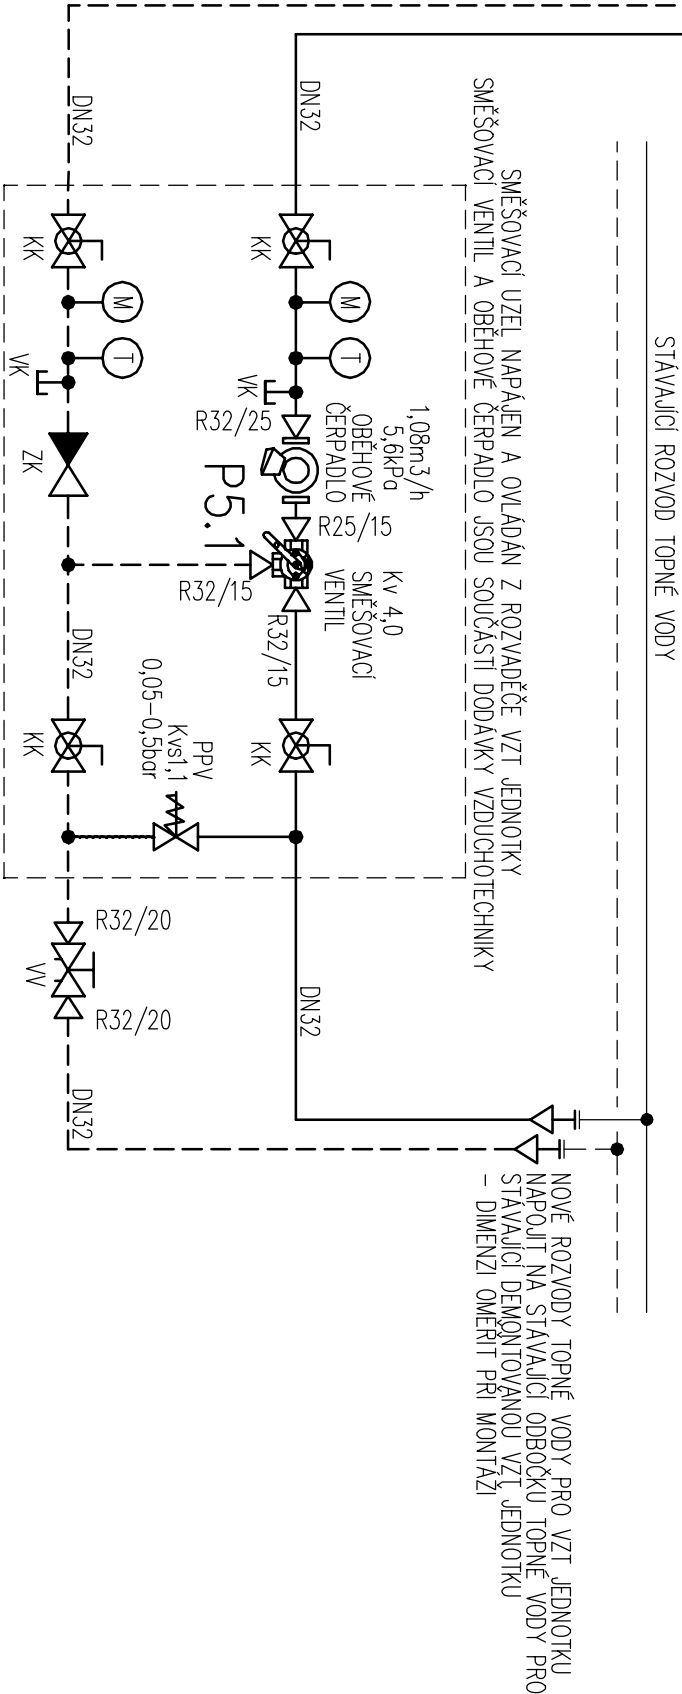 STÁVAJÍCÍ ROZVOD TOPNÉ VODY
SMĚŠOVACÍ UZEL NAPÁJEN A OVLÁDÁN Z ROZVADĚČE VZT JEDNOTKY
SMĚŠOVACÍ VENTIL A OBĚHOVÉ ČERPADLO JSOU SOUČÁSTÍ DODÁVKY VZDUCHOTECHNIKY
NOVÉ ROZVODY TOPNÉ VODY PRO VZT JEDNOTKU
NAPOJIT NA STÁVAJÍCÍ ODBOČKU TOPNÉ VODY PRO
STÁVAJÍCÍ DEMONTOVANOU VZT JEDNOTKU
- DIMENZI OMĚŘIT PŘI MONTÁŽI
DN32
KK
M
T
VK
R32/25
1,08m3/h
5,6kPa
OBĚHOVÉ
ČERPADLO
P5.1
R25/15
Kv 4,0
SMĚŠOVACÍ
VENTIL
R32/15
R32/15
KK
DN32
DN32
KK
M
T
VK
ZK
DN32
KK
PPV
Kvs1,1
0,05-0,5bar
R32/20
VV
R32/20
DN32